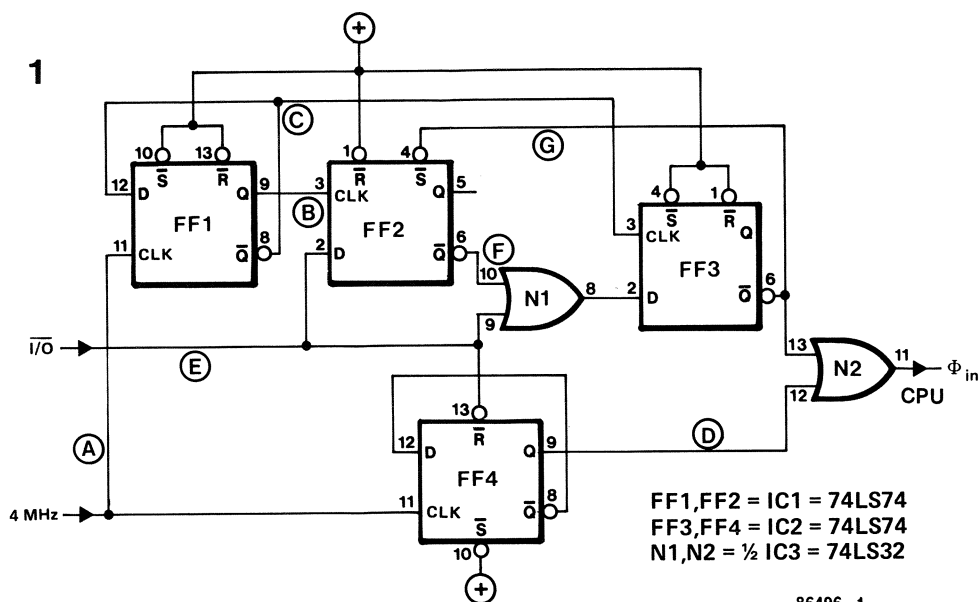 1
+
C
G
10 S̅ 13 R̅
1 R̅ 4 S̅
12 D Q 9
FF1
11 CLK Q̅ 8
B
3 CLK Q 5
FF2
2 D Q̅ 6
F
4 S̅ 1 R̅
3 CLK Q
FF3
2 D Q̅ 6
10
N1 8
9
I̅/̅O̅
E
13
N2 11 Φin
12
CPU
A
13 R̅
12 D Q 9
D
FF4
4 MHz
11 CLK Q̅ 8
S̅
10
+
FF1,FF2 = IC1 = 74LS74
FF3,FF4 = IC2 = 74LS74
N1,N2 = ½ IC3 = 74LS32